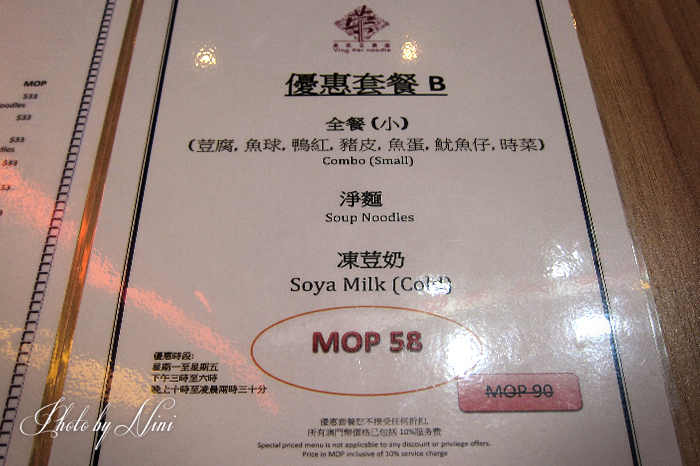 MOP
$33
oodles
$33
$33
odles
$33
華
Ying Kei noodle
優惠套餐 B
全餐 (小)
(荳腐, 魚球, 鴨紅, 豬皮, 魚蛋, 魷魚仔, 時菜)
Combo (Small)
淨麵
Soup Noodles
凍荳奶
Soya Milk (Cold)
MOP 58
MOP 90
優惠時段:
星期一至星期五
下午三時至六時
晚上十時至凌晨兩時三十分
優惠套餐恕不接受任何折扣,
所有澳門幣價格已包括 10%服務費
Special priced menu is not applicable to any discount or privilege offers.
Price in MOP inclusive of 10% service charge
Photo by Nini